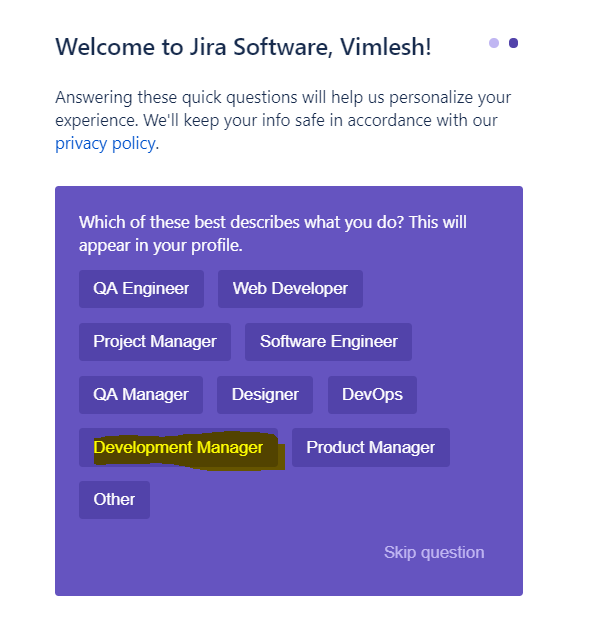 Welcome to Jira Software, Vimlesh!
Answering these quick questions will help us personalize your
experience. We'll keep your info safe in accordance with our
privacy policy.
Which of these best describes what you do? This will
appear in your profile.
QA Engineer Web Developer
Project Manager Software Engineer
QA Manager Designer DevOps
Development Manager Product Manager
Other
Skip question